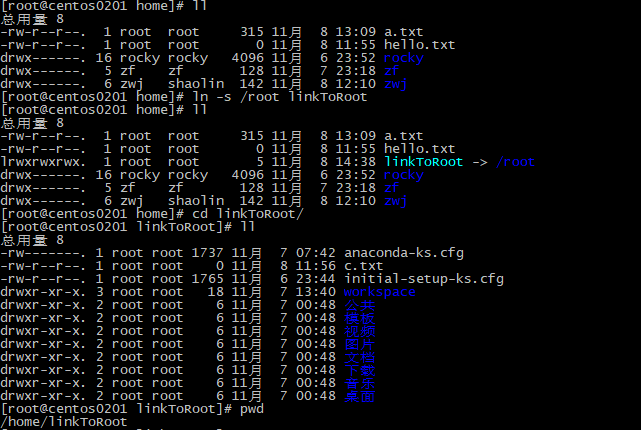 [root@centos0201 home]# ll
总用量 8
-rw-r--r--.  1 root  root     315 11月  8 13:09 a.txt
-rw-r--r--.  1 root  root       0 11月  8 11:55 hello.txt
drwx------. 16 rocky rocky   4096 11月  6 23:52 rocky
drwx------.  5 zf    zf       128 11月  7 23:18 zf
drwx------.  6 zwj   shaolin  142 11月  8 12:10 zwj
[root@centos0201 home]# ln -s /root linkToRoot
[root@centos0201 home]# ll
总用量 8
-rw-r--r--.  1 root  root     315 11月  8 13:09 a.txt
-rw-r--r--.  1 root  root       0 11月  8 11:55 hello.txt
lrwxrwxrwx.  1 root  root       5 11月  8 14:38 linkToRoot -> /root
drwx------. 16 rocky rocky   4096 11月  6 23:52 rocky
drwx------.  5 zf    zf       128 11月  7 23:18 zf
drwx------.  6 zwj   shaolin  142 11月  8 12:10 zwj
[root@centos0201 home]# cd linkToRoot/
[root@centos0201 linkToRoot]# ll
总用量 8
-rw-------. 1 root root 1737 11月  7 07:42 anaconda-ks.cfg
-rw-r--r--. 1 root root    0 11月  8 11:56 c.txt
-rw-r--r--. 1 root root 1765 11月  6 23:44 initial-setup-ks.cfg
drwxr-xr-x. 3 root root   18 11月  7 13:40 workspace
drwxr-xr-x. 2 root root    6 11月  7 00:48 公共
drwxr-xr-x. 2 root root    6 11月  7 00:48 模板
drwxr-xr-x. 2 root root    6 11月  7 00:48 视频
drwxr-xr-x. 2 root root    6 11月  7 00:48 图片
drwxr-xr-x. 2 root root    6 11月  7 00:48 文档
drwxr-xr-x. 2 root root    6 11月  7 00:48 下载
drwxr-xr-x. 2 root root    6 11月  7 00:48 音乐
drwxr-xr-x. 2 root root    6 11月  7 00:48 桌面
[root@centos0201 linkToRoot]# pwd
/home/linkToRoot